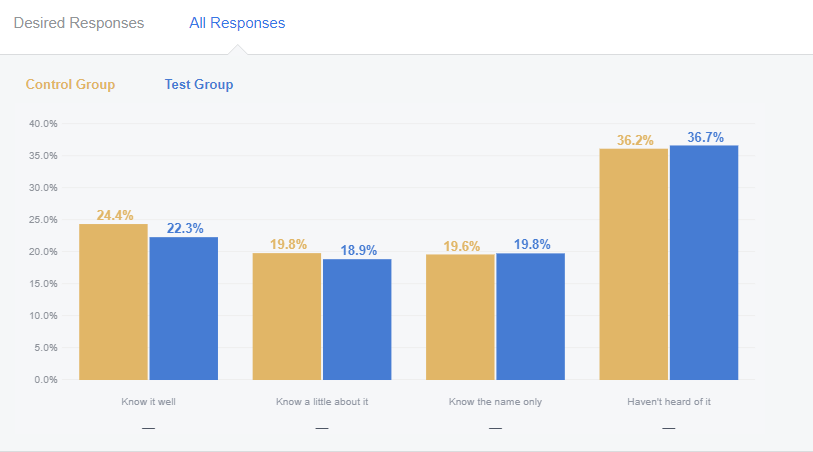 Desired Responses All Responses
Control Group Test Group
40.0%
35.0%
30.0%
25.0%
20.0%
15.0%
10.0%
5.0%
0.0%
24.4% 22.3% 19.8% 18.9% 19.6% 19.8% 36.2% 36.7%
Know it well Know a little about it Know the name only Haven't heard of it
— — — —